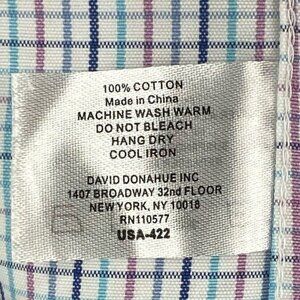 100% COTTON
Made in China
MACHINE WASH WARM
DO NOT BLEACH
HANG DRY
COOL IRON
DAVID DONAHUE INC
1407 BROADWAY 32nd FLOOR
NEW YORK, NY 10018
RN110577
USA-422